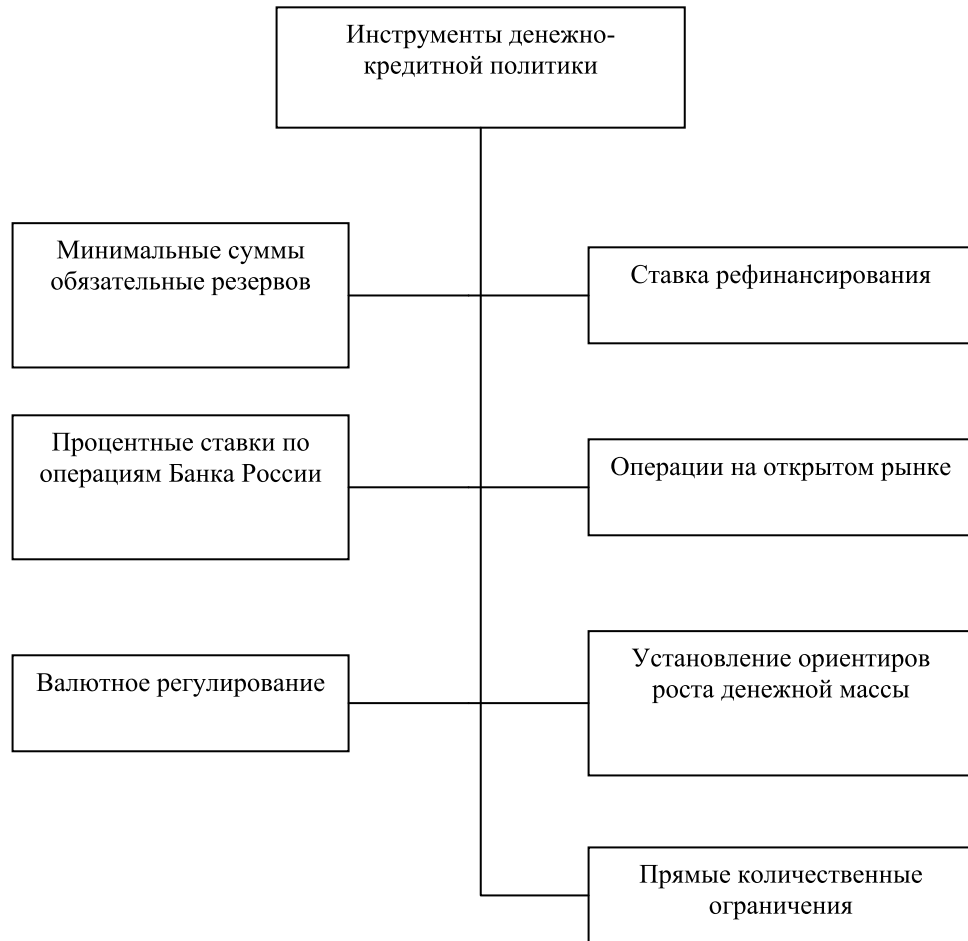 Инструменты денежно-
кредитной политики
Минимальные суммы
обязательные резервов
Ставка рефинансирования
Процентные ставки по
операциям Банка России
Операции на открытом рынке
Валютное регулирование
Установление ориентиров
роста денежной массы
Прямые количественные
ограничения